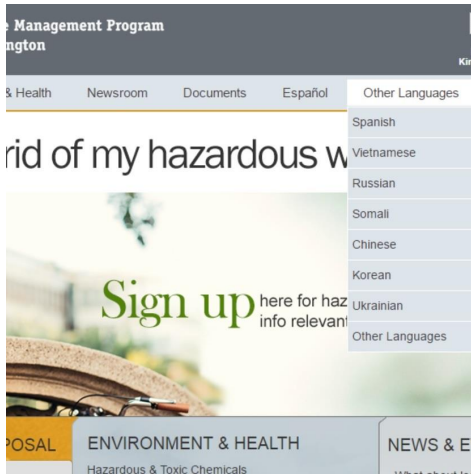 Management Program
ngton
& Health
Newsroom
Documents
Español
Other Languages
Spanish
Vietnamese
Russian
Somali
Chinese
Korean
Ukrainian
Other Languages
rid of my hazardous w
Sign up
here for haz
info relevant
POSAL
ENVIRONMENT & HEALTH
Hazardous & Toxic Chemicals
NEWS & E